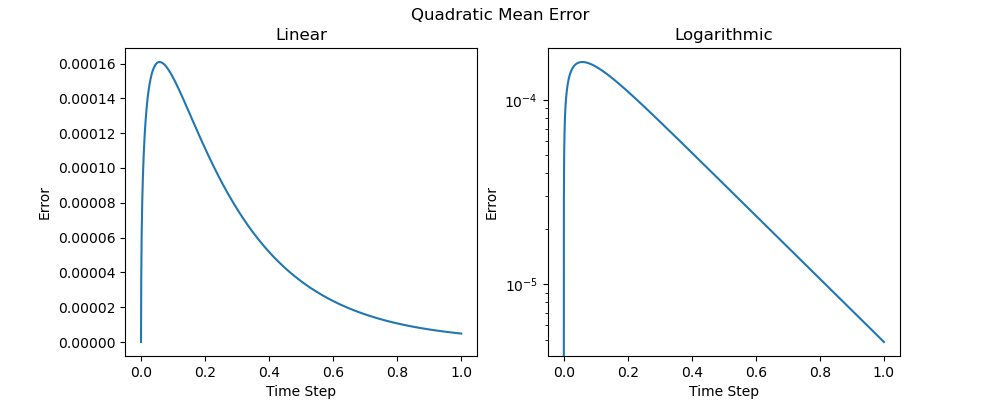 Quadratic Mean Error
Linear
0.00016
0.00014
0.00012
0.00010
0.00008
0.00006
0.00004
0.00002
0.00000
Error
0.0 0.2 0.4 0.6 0.8 1.0
Time Step
Logarithmic
10⁻⁴
10⁻⁵
Error
0.0 0.2 0.4 0.6 0.8 1.0
Time Step